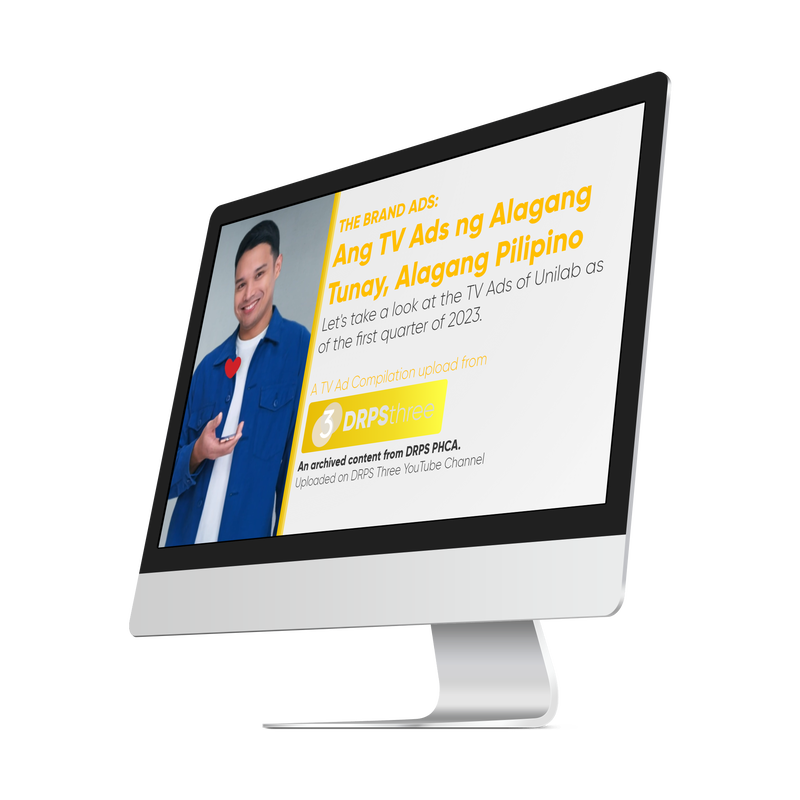 THE BRAND ADS:
Ang TV Ads ng Alagang
Tunay, Alagang Pilipino
Let's take a look at the TV Ads of Unilab as
of the first quarter of 2023.
A TV Ad Compilation upload from
3 DRPSthree
An archived content from DRPS PHCA.
Uploaded on DRPS Three YouTube Channel